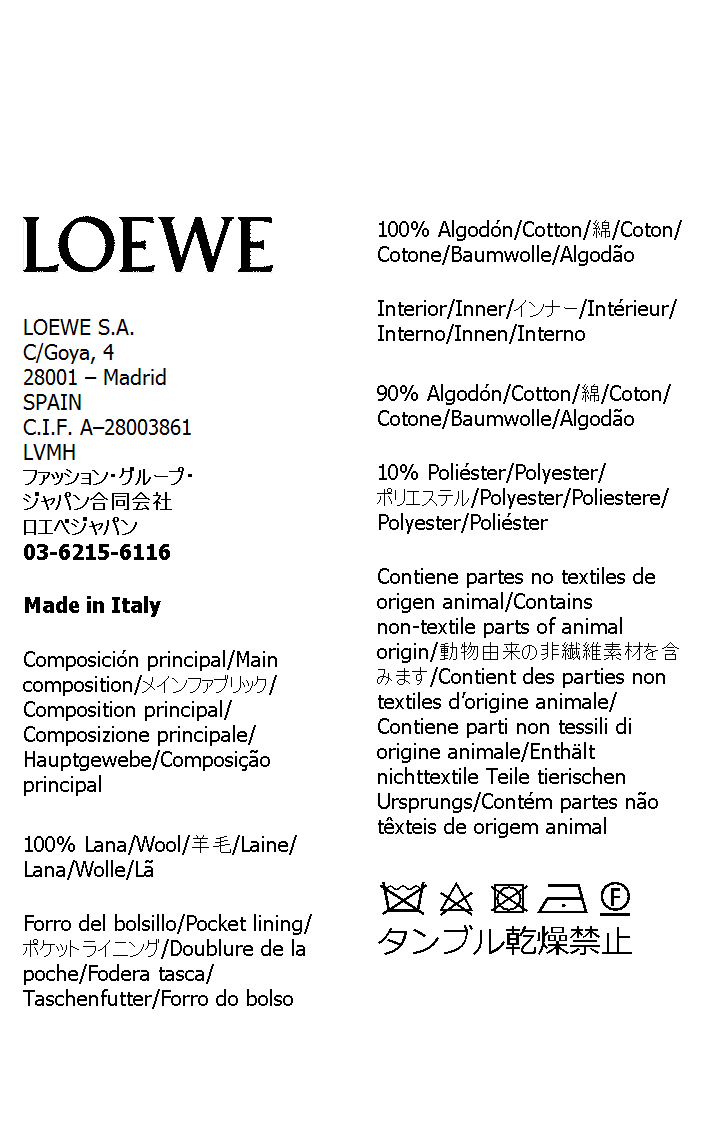 LOEWE
LOEWE S.A.
C/Goya, 4
28001 – Madrid
SPAIN
C.I.F. A–28003861
LVMH
ファッション・グループ・
ジャパン合同会社
ロエベジャパン
03-6215-6116
Made in Italy
Composición principal/Main
composition/メインファブリック/
Composition principal/
Composizione principale/
Hauptgewebe/Composição
principal
100% Lana/Wool/羊毛/Laine/
Lana/Wolle/Lã
Forro del bolsillo/Pocket lining/
ポケットライニング/Doublure de la
poche/Fodera tasca/
Taschenfutter/Forro do bolso
100% Algodón/Cotton/綿/Coton/
Cotone/Baumwolle/Algodão
Interior/Inner/インナー/Intérieur/
Interno/Innen/Interno
90% Algodón/Cotton/綿/Coton/
Cotone/Baumwolle/Algodão
10% Poliéster/Polyester/
ポリエステル/Polyester/Poliestere/
Polyester/Poliéster
Contiene partes no textiles de
origen animal/Contains
non-textile parts of animal
origin/動物由来の非繊維素材を含
みます/Contient des parties non
textiles d’origine animale/
Contiene parti non tessili di
origine animale/Enthält
nichttextile Teile tierischen
Ursprungs/Contém partes não
têxteis de origem animal
F
タンブル乾燥禁止